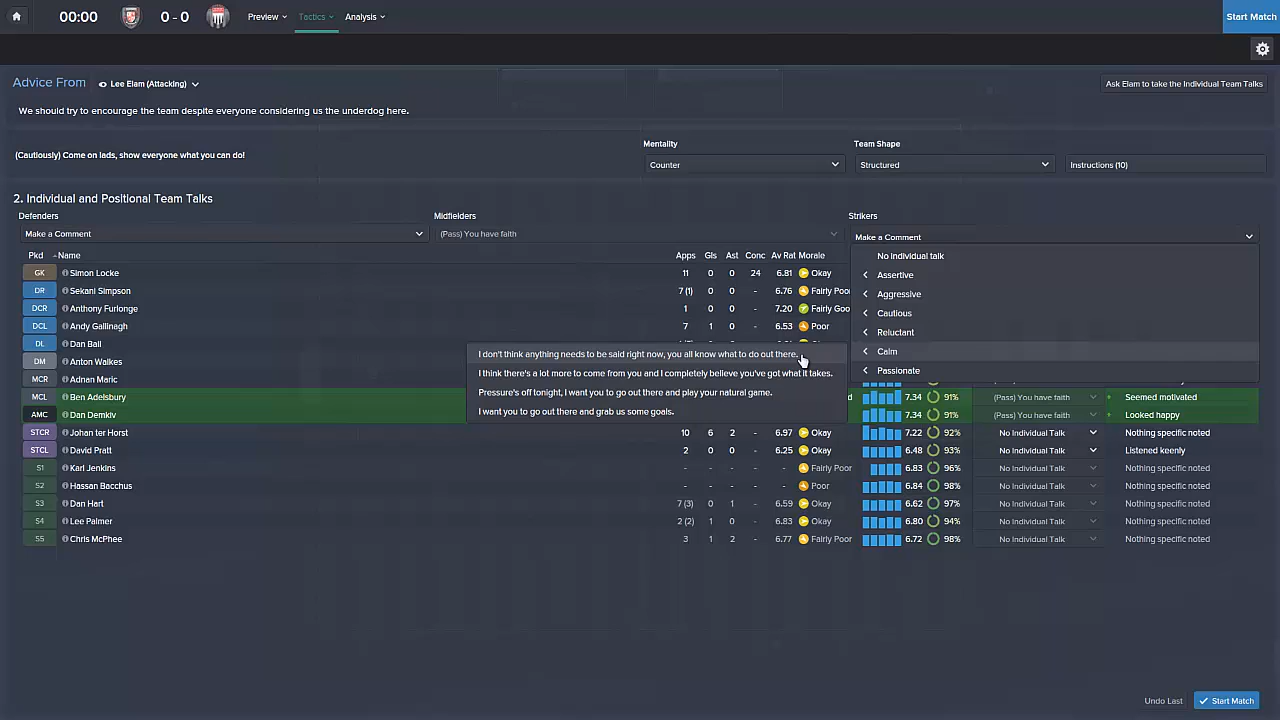 00:00 0 - 0 Preview Tactics Analysis Start Match
Advice From Lee Elam (Attacking) Ask Elam to take the Individual Team Talks
We should try to encourage the team despite everyone considering us the underdog here.
Mentality Team Shape
(Cautiously) Come on lads, show everyone what you can do! Counter Structured Instructions (10)
2. Individual and Positional Team Talks
Defenders Midfielders Strikers
Make a Comment (Pass) You have faith Make a Comment
Pkd Name Apps Gls Ast Conc Av Rat Morale No individual talk
GK Simon Locke 11 0 0 24 6.81 Okay Assertive
DR Sekani Simpson 7 (1) 0 0 - 6.76 Fairly Poor Aggressive
DCR Anthony Furlonge 1 0 0 - 7.20 Fairly Goo Cautious
DCL Andy Gallinagh 7 1 0 - 6.53 Poor Reluctant
DL Dan Ball Calm
I don't think anything needs to be said right now, you all know what to do out there.
DM Anton Walkes Passionate
I think there's a lot more to come from you and I completely believe you've got what it takes.
MCR Adnan Maric
Pressure's off tonight, I want you to go out there and play your natural game.
MCL Ben Adelsbury 7.34 91% (Pass) You have faith Seemed motivated
I want you to go out there and grab us some goals.
AMC Dan Demkiv 7.34 91% (Pass) You have faith Looked happy
STCR Johan ter Horst 10 6 2 - 6.97 Okay 7.22 92% No Individual Talk Nothing specific noted
STCL David Pratt 2 0 0 - 6.25 Okay 6.48 93% No Individual Talk Listened keenly
S1 Karl Jenkins - - - - - Fairly Poor 6.83 96% No Individual Talk Nothing specific noted
S2 Hassan Bacchus - - - - - Poor 6.84 98% No Individual Talk Nothing specific noted
S3 Dan Hart 7 (3) 0 1 - 6.59 Okay 6.62 97% No Individual Talk Nothing specific noted
S4 Lee Palmer 2 (2) 1 0 - 6.83 Okay 6.80 94% No Individual Talk Nothing specific noted
S5 Chris McPhee 3 1 2 - 6.77 Fairly Poor 6.72 98% No Individual Talk Nothing specific noted
Undo Last Start Match